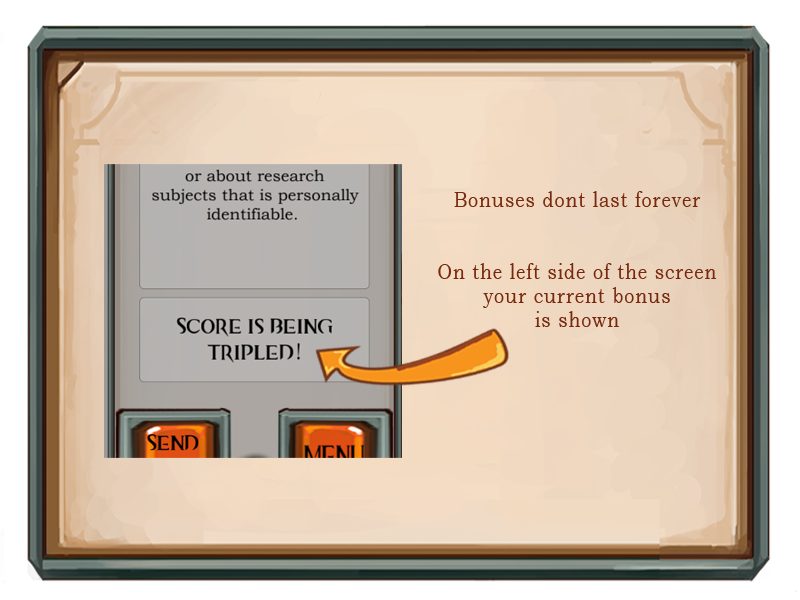 or about research
subjects that is personally
identifiable.
SCORE IS BEING
TRIPLED!
SEND
MENU
Bonuses dont last forever
On the left side of the screen
your current bonus
is shown